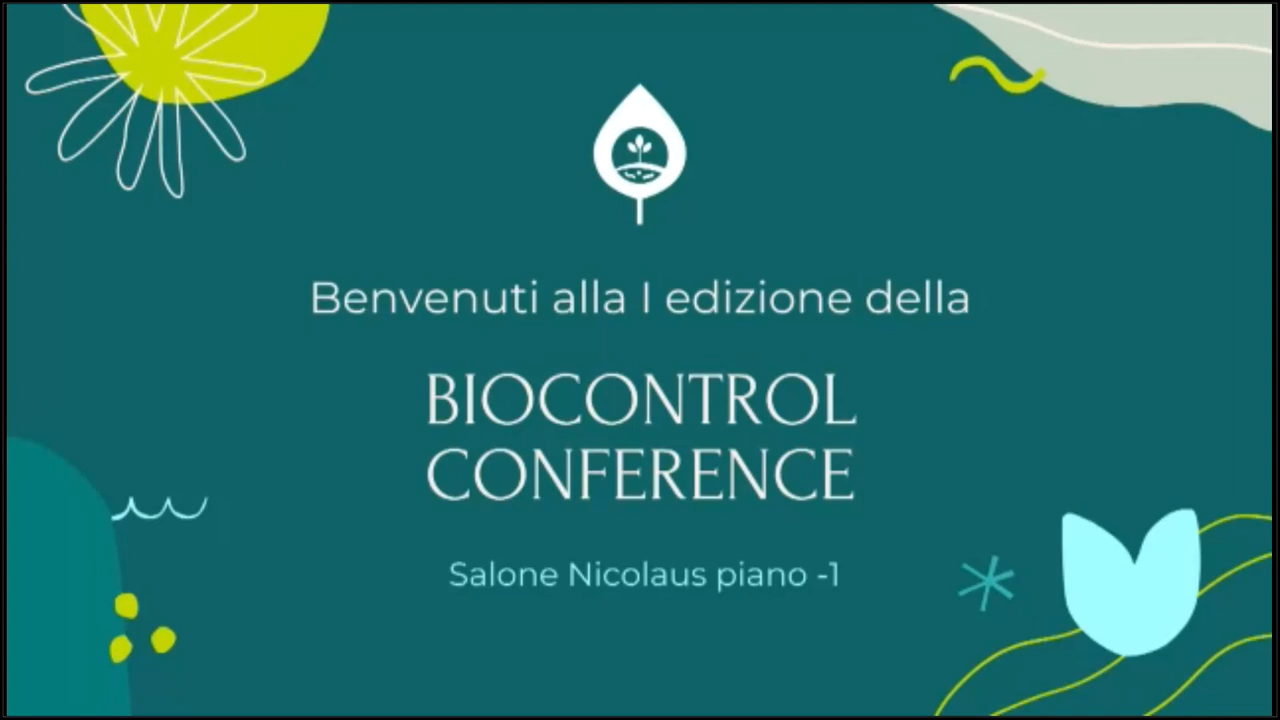 Benvenuti alla I edizione della
BIOCONTROL
CONFERENCE
Salone Nicolaus piano -1